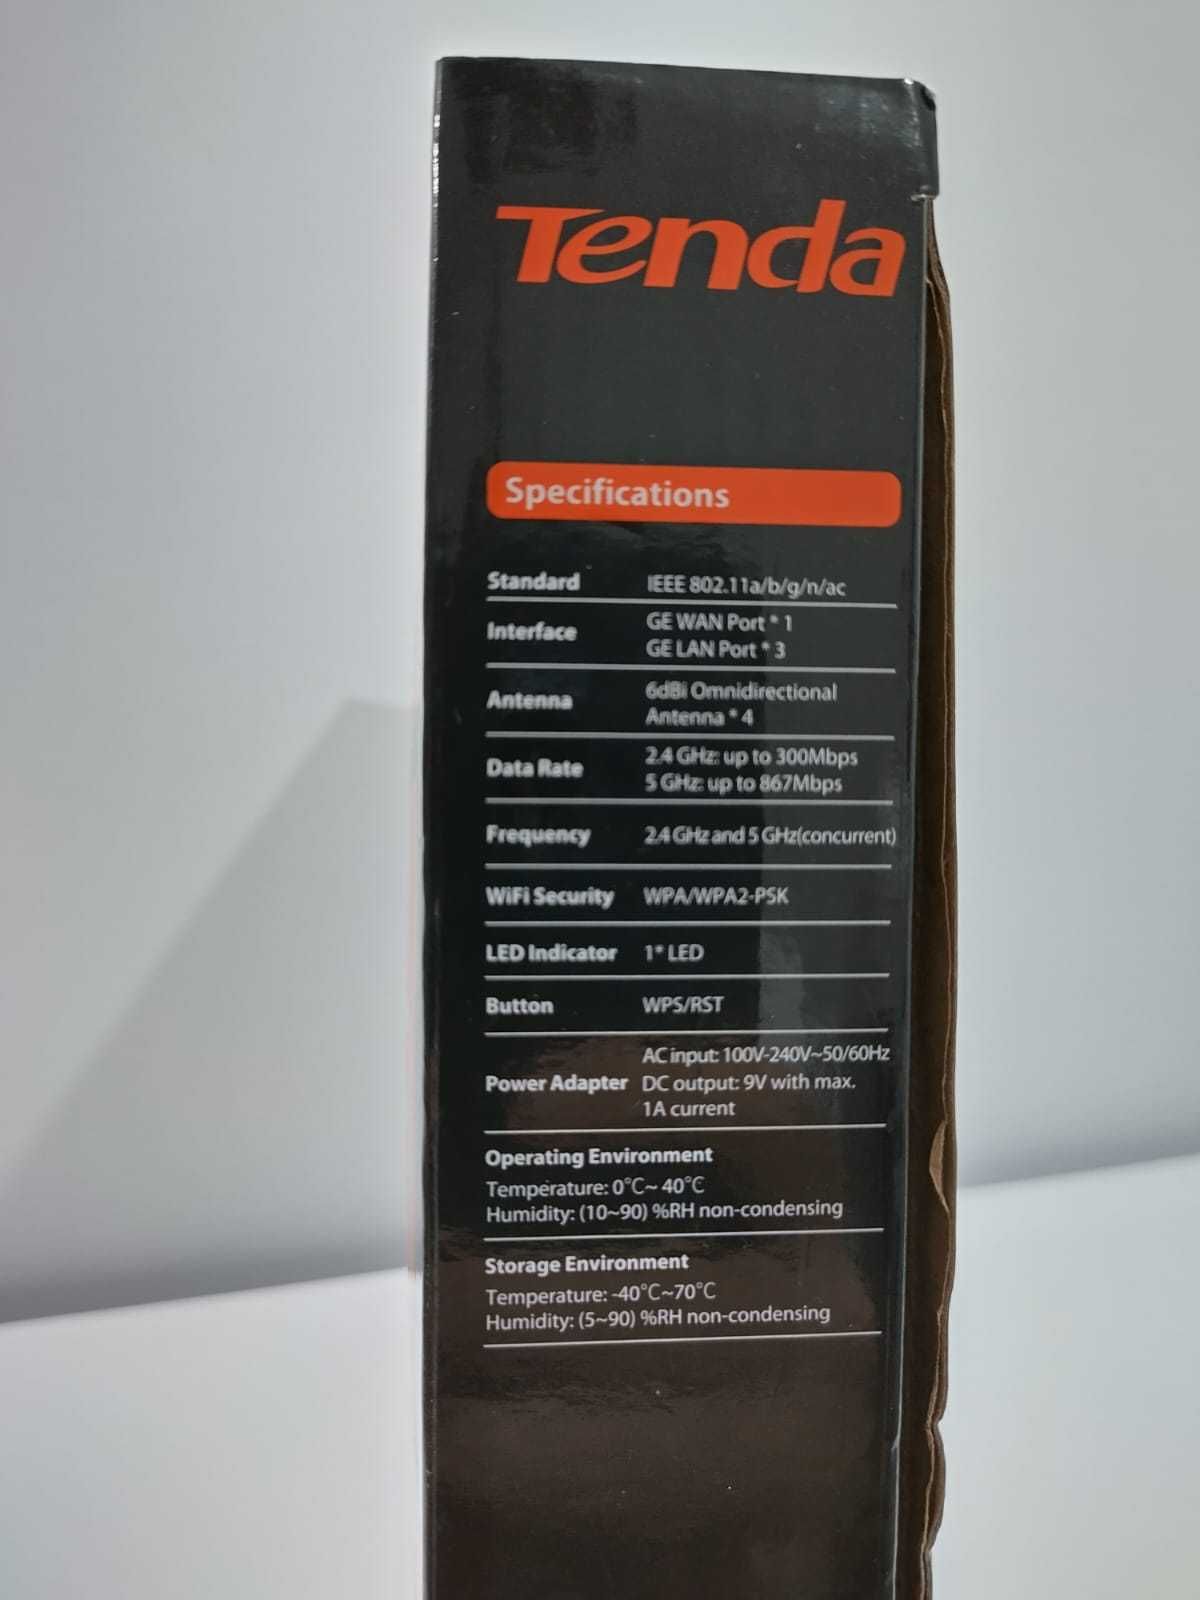 Tenda
Specifications
Standard IEEE 802.11a/b/g/n/ac
Interface GE WAN Port * 1
GE LAN Port * 3
Antenna 6dBi Omnidirectional
Antenna * 4
Data Rate 2.4 GHz: up to 300Mbps
5 GHz: up to 867Mbps
Frequency 2.4 GHz and 5 GHz(concurrent)
WiFi Security WPA/WPA2-PSK
LED Indicator 1* LED
Button WPS/RST
AC input: 100V-240V~50/60Hz
Power Adapter DC output: 9V with max.
1A current
Operating Environment
Temperature: 0°C~ 40°C
Humidity: (10~90) %RH non-condensing
Storage Environment
Temperature: -40°C~70°C
Humidity: (5~90) %RH non-condensing